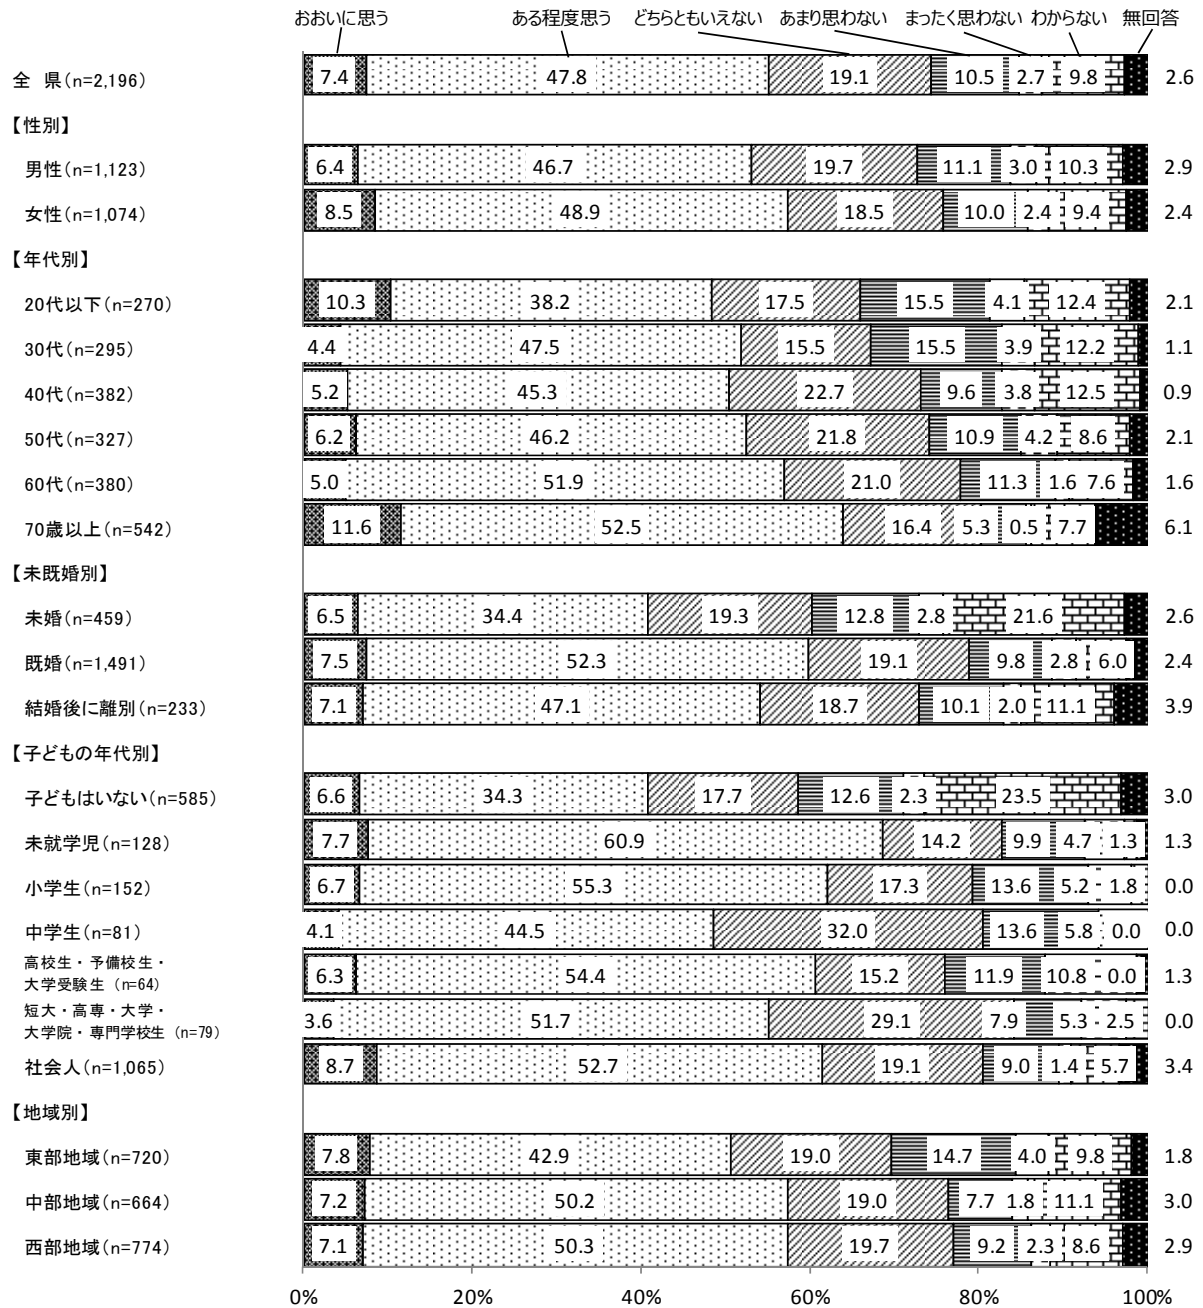 おおいに思う ある程度思う どちらともいえない あまり思わない まったく思わない わからない 無回答
全 県(n=2,196) 7.4 47.8 19.1 10.5 2.7 9.8 2.6
【性別】
男性(n=1,123) 6.4 46.7 19.7 11.1 3.0 10.3 2.9
女性(n=1,074) 8.5 48.9 18.5 10.0 2.4 9.4 2.4
【年代別】
20代以下(n=270) 10.3 38.2 17.5 15.5 4.1 12.4 2.1
30代(n=295) 4.4 47.5 15.5 15.5 3.9 12.2 1.1
40代(n=382) 5.2 45.3 22.7 9.6 3.8 12.5 0.9
50代(n=327) 6.2 46.2 21.8 10.9 4.2 8.6 2.1
60代(n=380) 5.0 51.9 21.0 11.3 1.6 7.6 1.6
70歳以上(n=542) 11.6 52.5 16.4 5.3 0.5 7.7 6.1
【未既婚別】
未婚(n=459) 6.5 34.4 19.3 12.8 2.8 21.6 2.6
既婚(n=1,491) 7.5 52.3 19.1 9.8 2.8 6.0 2.4
結婚後に離別(n=233) 7.1 47.1 18.7 10.1 2.0 11.1 3.9
【子どもの年代別】
子どもはいない(n=585) 6.6 34.3 17.7 12.6 2.3 23.5 3.0
未就学児(n=128) 7.7 60.9 14.2 9.9 4.7 1.3 1.3
小学生(n=152) 6.7 55.3 17.3 13.6 5.2 1.8 0.0
中学生(n=81) 4.1 44.5 32.0 13.6 5.8 0.0 0.0
高校生・予備校生・
大学受験生 (n=64) 6.3 54.4 15.2 11.9 10.8 0.0 1.3
短大・高専・大学・
大学院・専門学校生 (n=79) 3.6 51.7 29.1 7.9 5.3 2.5 0.0
社会人(n=1,065) 8.7 52.7 19.1 9.0 1.4 5.7 3.4
【地域別】
東部地域(n=720) 7.8 42.9 19.0 14.7 4.0 9.8 1.8
中部地域(n=664) 7.2 50.2 19.0 7.7 1.8 11.1 3.0
西部地域(n=774) 7.1 50.3 19.7 9.2 2.3 8.6 2.9
0% 20% 40% 60% 80% 100%